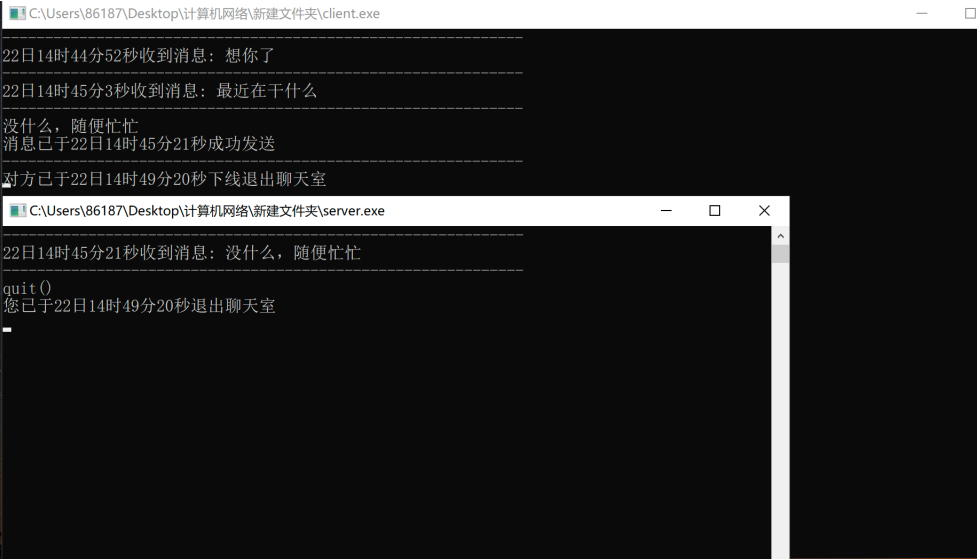 C:\Users\86187\Desktop\计算机网络\新建文件夹\client.exe
------------------------------------------------------------
22日14时44分52秒收到消息: 想你了
------------------------------------------------------------
22日14时45分3秒收到消息: 最近在干什么
------------------------------------------------------------
没什么，随便忙忙
消息已于22日14时45分21秒成功发送
------------------------------------------------------------
对方已于22日14时49分20秒下线退出聊天室
C:\Users\86187\Desktop\计算机网络\新建文件夹\server.exe
------------------------------------------------------------
22日14时45分21秒收到消息: 没什么，随便忙忙
------------------------------------------------------------
quit()
您已于22日14时49分20秒退出聊天室